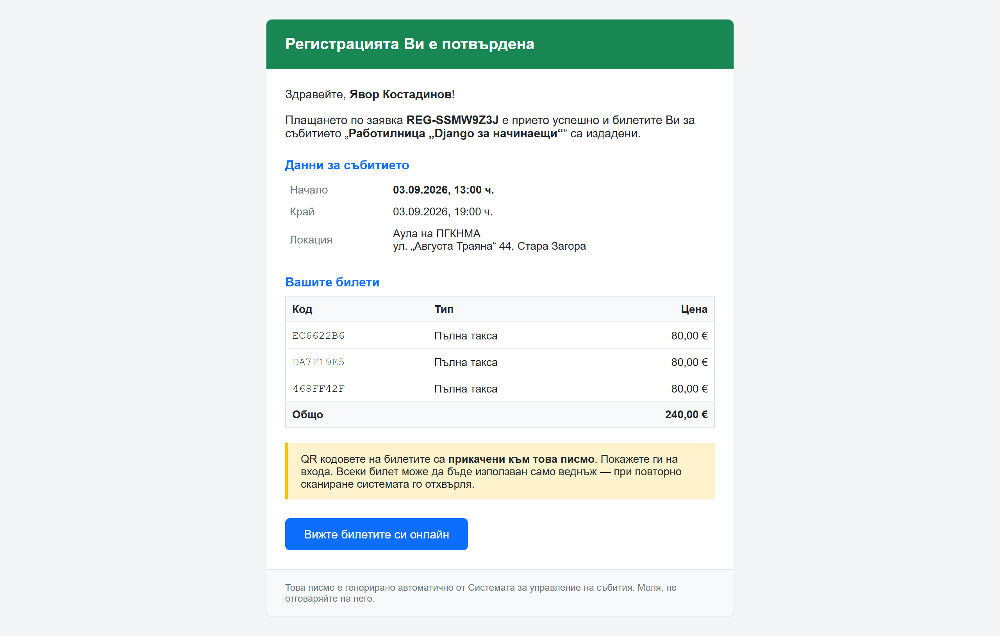 Регистрацията Ви е потвърдена
Здравейте, Явор Костадинов!
Плащането по заявка REG-SSMW9Z3J е прието успешно и билетите Ви за
събитието „Работилница „Django за начинаещи““ са издадени.
Данни за събитието
Начало 03.09.2026, 13:00 ч.
Край 03.09.2026, 19:00 ч.
Локация Аула на ПГКНМА
ул. „Августа Траяна“ 44, Стара Загора
Вашите билети
Код Тип Цена
EC6622B6 Пълна такса 80,00 €
DA7F19E5 Пълна такса 80,00 €
468FF42F Пълна такса 80,00 €
Общо 240,00 €
QR кодовете на билетите са прикачени към това писмо. Покажете ги на
входа. Всеки билет може да бъде използван само веднъж — при повторно
сканиране системата го отхвърля.
Вижте билетите си онлайн
Това писмо е генерирано автоматично от Системата за управление на събития. Моля, не
отговаряйте на него.